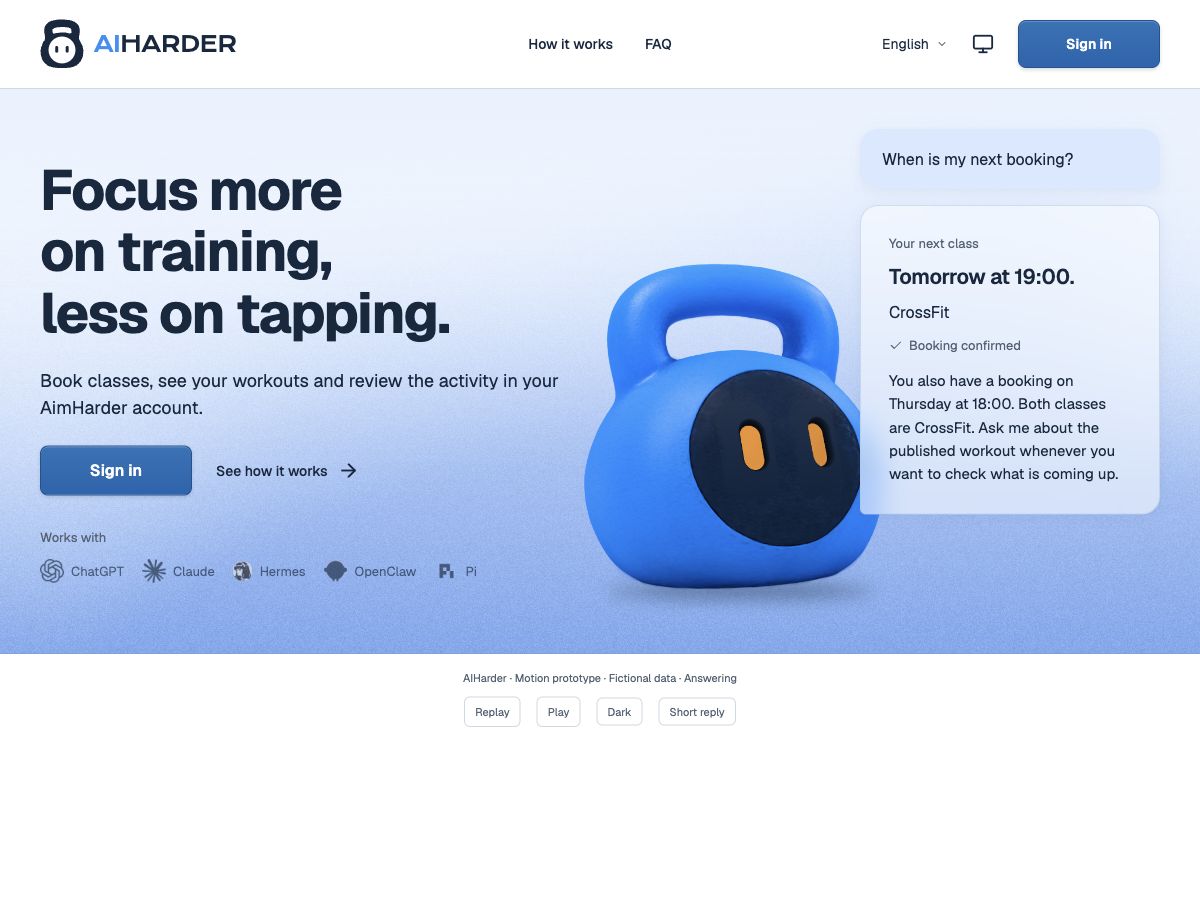 AIHARDER
How it works
FAQ
English
Sign in
Focus more
on training,
less on tapping.
Book classes, see your workouts and review the activity in your
AimHarder account.
Sign in
See how it works
Works with
ChatGPT
Claude
Hermes
OpenClaw
Pi
When is my next booking?
Your next class
Tomorrow at 19:00.
CrossFit
Booking confirmed
You also have a booking on
Thursday at 18:00. Both classes
are CrossFit. Ask me about the
published workout whenever you
want to check what is coming up.
AIHarder · Motion prototype · Fictional data · Answering
Replay
Play
Dark
Short reply